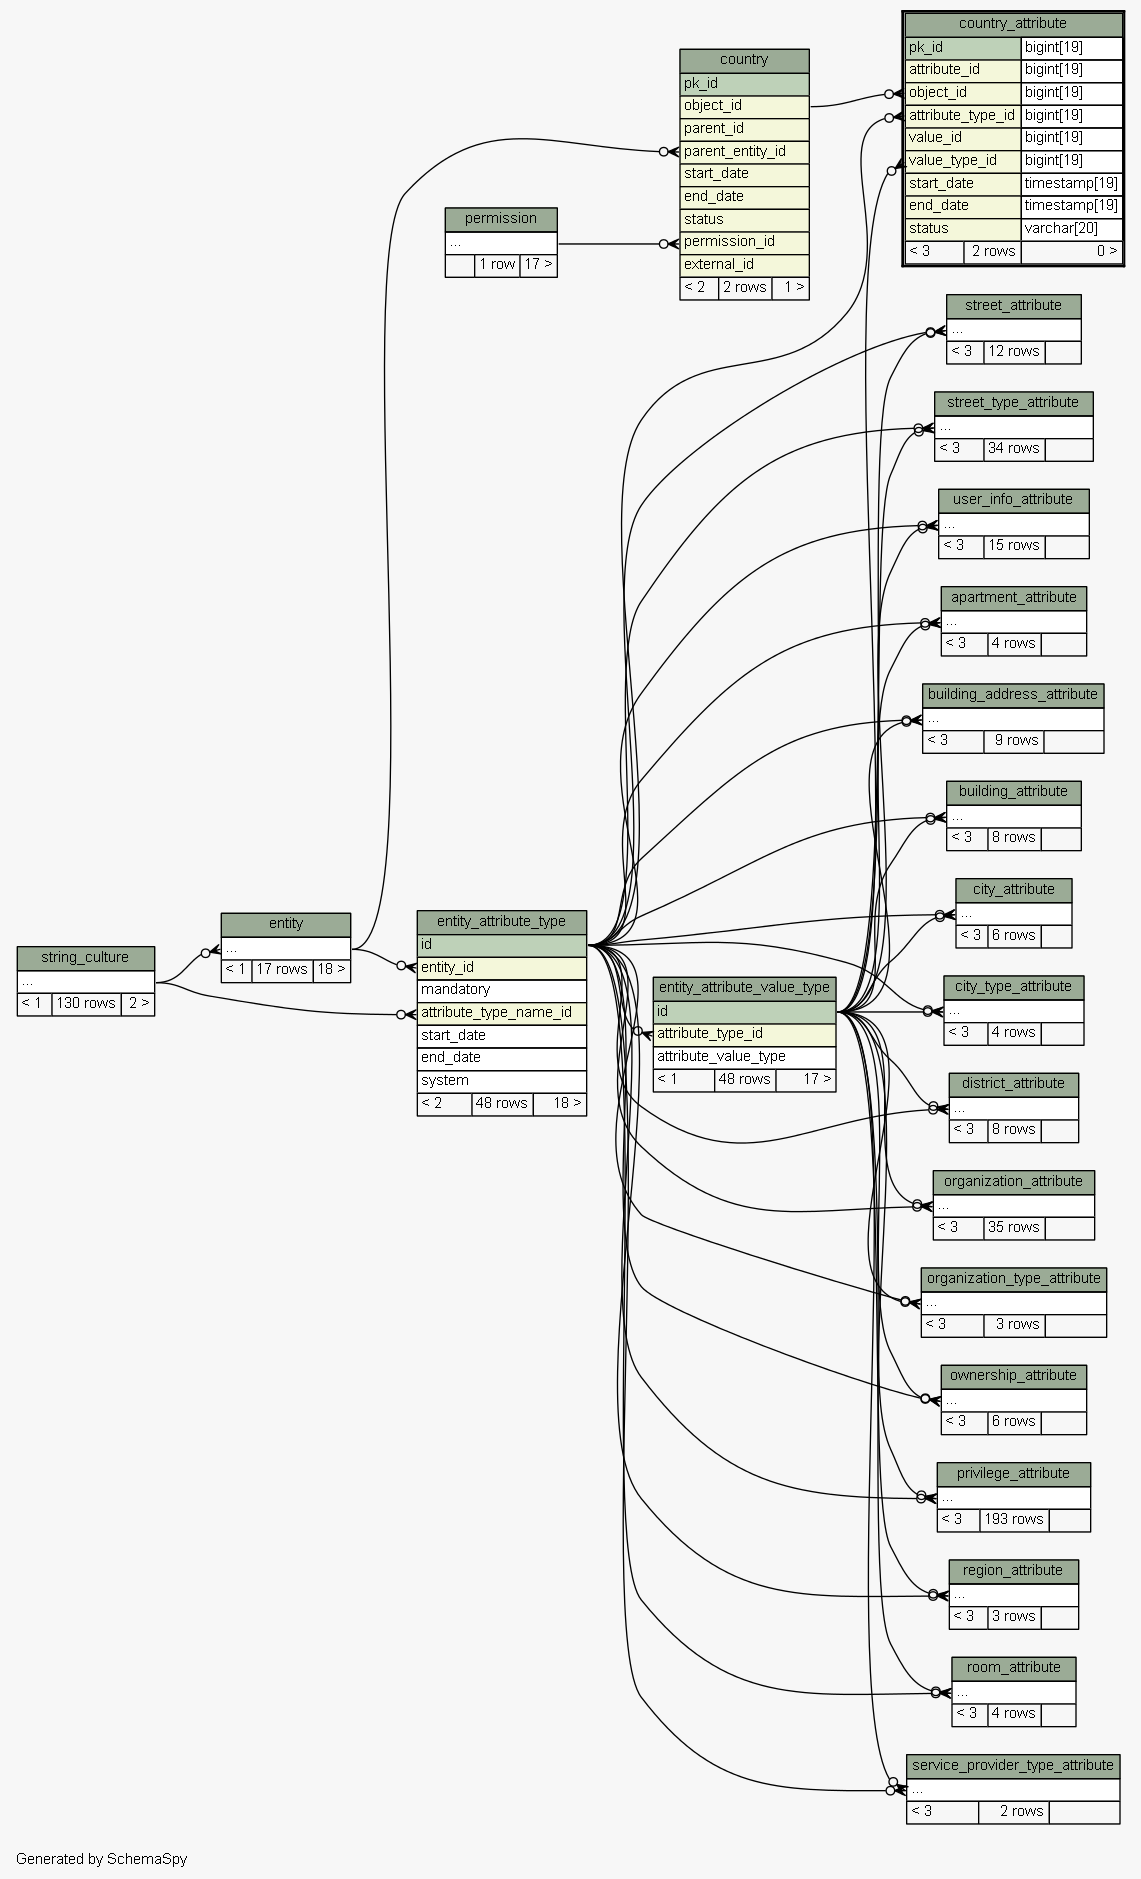 country_attribute
pk_id bigint[19]
attribute_id bigint[19]
object_id bigint[19]
attribute_type_id bigint[19]
value_id bigint[19]
value_type_id bigint[19]
start_date timestamp[19]
end_date timestamp[19]
status varchar[20]
< 3 2 rows 0 >
country
pk_id
object_id
parent_id
parent_entity_id
start_date
end_date
status
permission_id
external_id
< 2 2 rows 1 >
permission
...
1 row 17 >
street_attribute
...
< 3 12 rows
street_type_attribute
...
< 3 34 rows
user_info_attribute
...
< 3 15 rows
apartment_attribute
...
< 3 4 rows
building_address_attribute
...
< 3 9 rows
building_attribute
...
< 3 8 rows
city_attribute
...
< 3 6 rows
string_culture
...
< 1 130 rows 2 >
entity
...
< 1 17 rows 18 >
entity_attribute_type
id
entity_id
mandatory
attribute_type_name_id
start_date
end_date
system
< 2 48 rows 18 >
entity_attribute_value_type
id
attribute_type_id
attribute_value_type
< 1 48 rows 17 >
city_type_attribute
...
< 3 4 rows
district_attribute
...
< 3 8 rows
organization_attribute
...
< 3 35 rows
organization_type_attribute
...
< 3 3 rows
ownership_attribute
...
< 3 6 rows
privilege_attribute
...
< 3 193 rows
region_attribute
...
< 3 3 rows
room_attribute
...
< 3 4 rows
service_provider_type_attribute
...
< 3 2 rows
Generated by SchemaSpy